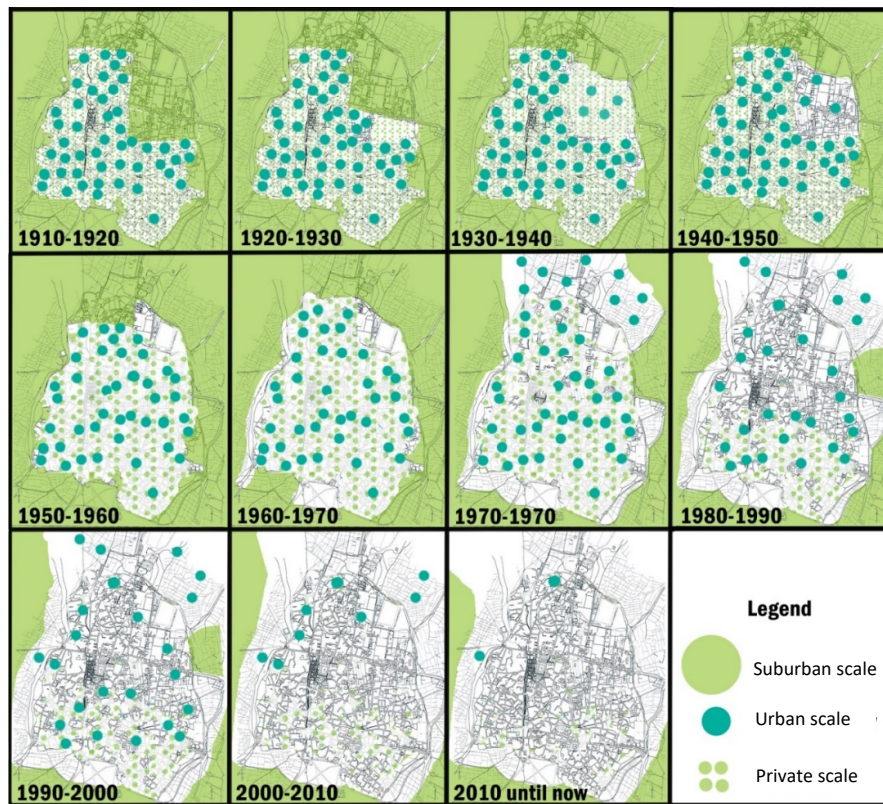 1910-1920
1920-1930
1930-1940
1940-1950
1950-1960
1960-1970
1970-1970
1980-1990
1990-2000
2000-2010
2010 until now
Legend
Suburban scale
Urban scale
Private scale